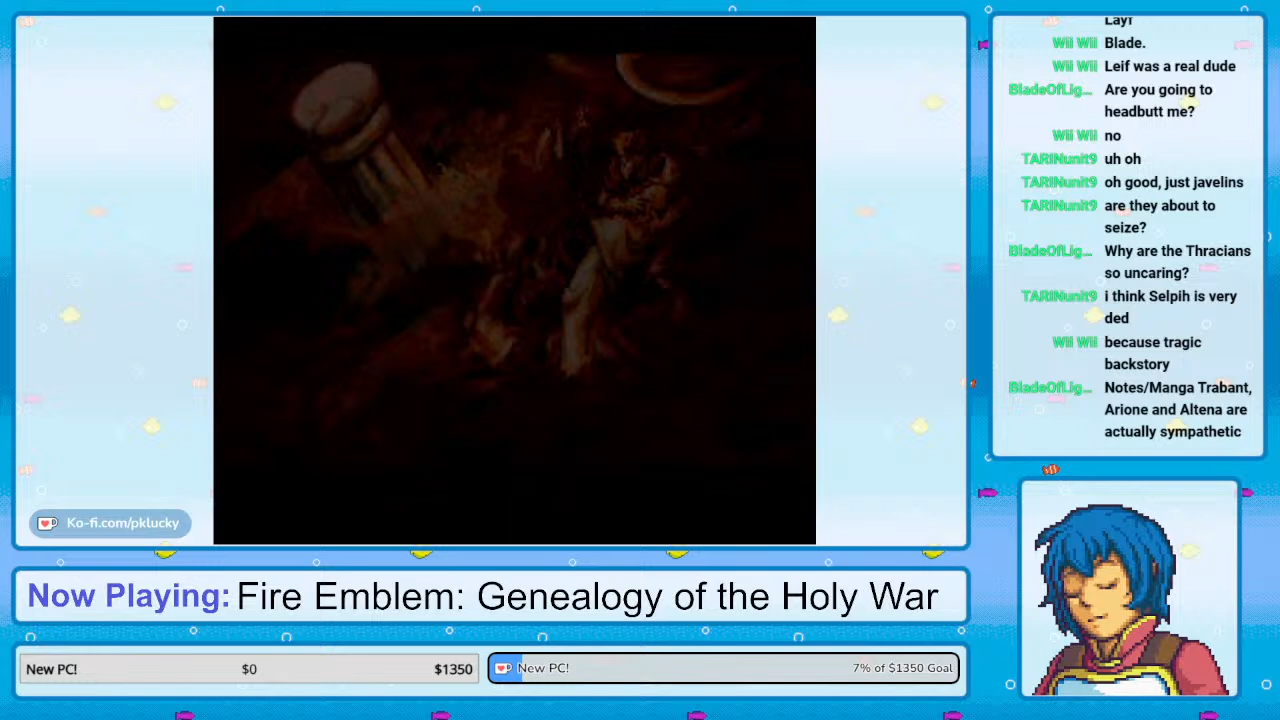 Layf
Wii Wii Blade.
Wii Wii Leif was a real dude
BladeOfLig... Are you going to
headbutt me?
Wii Wii no
TARINunit9 uh oh
TARINunit9 oh good, just javelins
TARINunit9 are they about to
seize?
BladeOfLig... Why are the Thracians
so uncaring?
TARINunit9 i think Selpih is very
ded
Wii Wii because tragic
backstory
BladeOfLig... Notes/Manga Trabant,
Arione and Altena are
actually sympathetic
Ko-fi.com/pklucky
Now Playing: Fire Emblem: Genealogy of the Holy War
New PC! $0 $1350
New PC! 7% of $1350 Goal